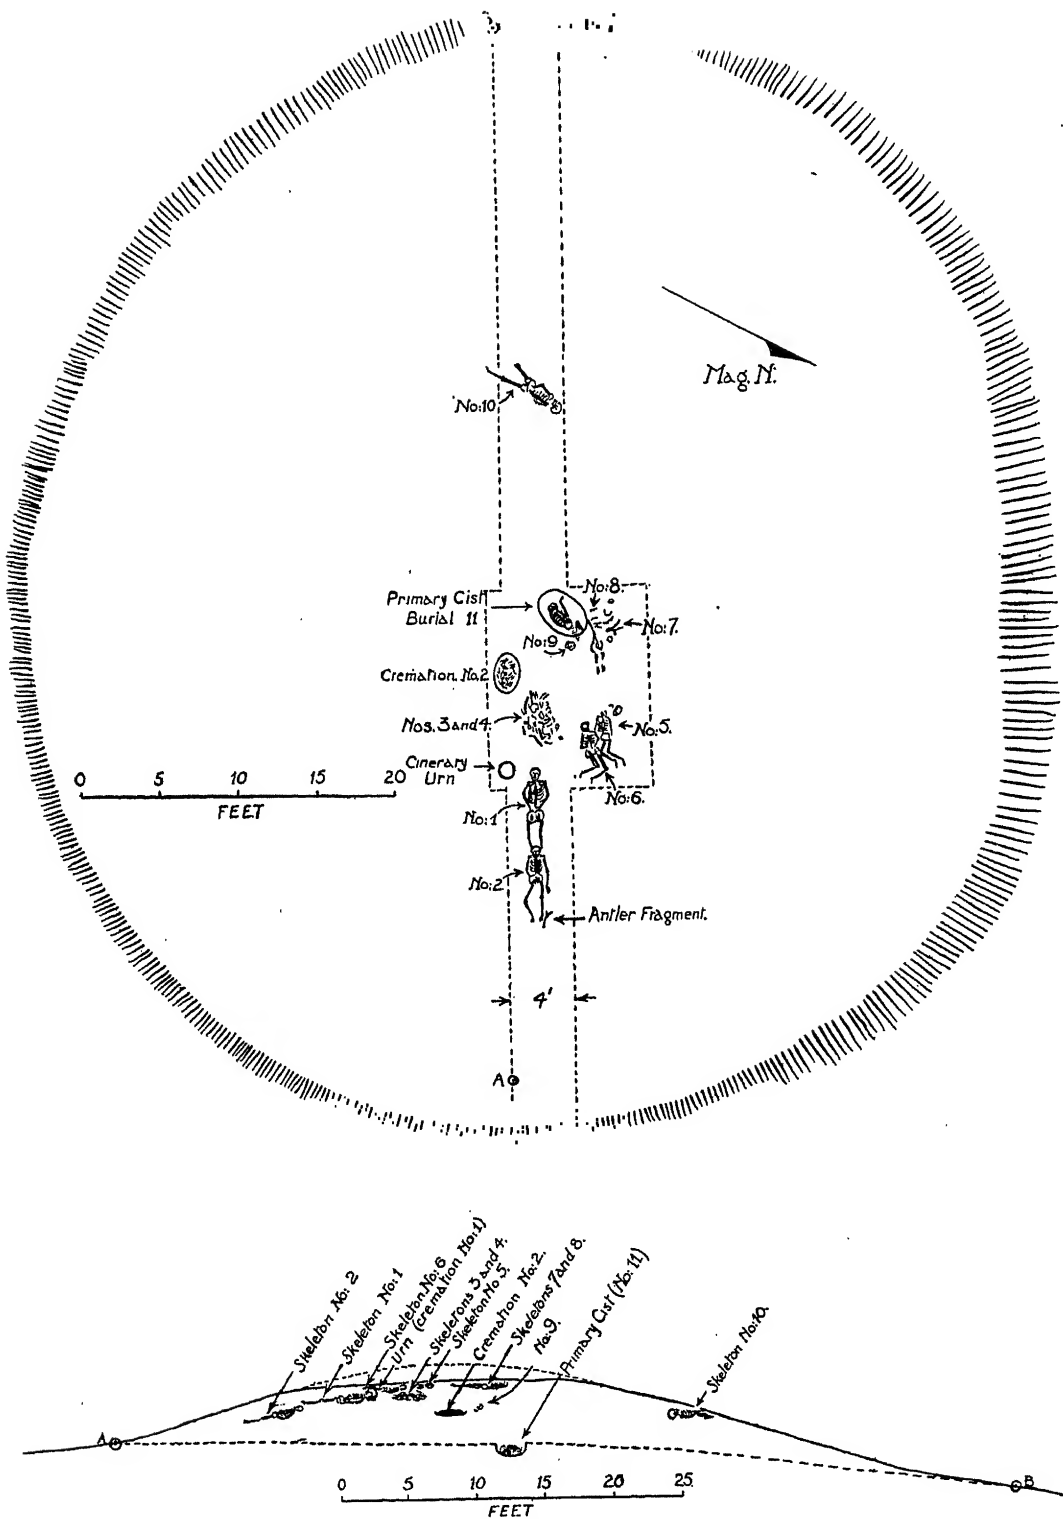 Mag. N.
No:10
No:8.
Primary Cist
Burial 11
No:7.
No:9
Cremation. No.2
Nos. 3 and 4.
No:5.
Cinerary
Urn
0 5 10 15 20
FEET
No:6.
No:1
No:2
Antler Fragment.
4'
A
Skeleton No: 2
Skeleton No: 1
Skeleton No: 6
Urn (cremation No:1)
Skeletons 3 and 4.
Skeleton No 5.
Cremation No: 2.
Skeletons 7 and 8.
No:9.
Primary Cist (No: 11)
Skeleton No:10.
A
B
0 5 10 15 20 25
FEET